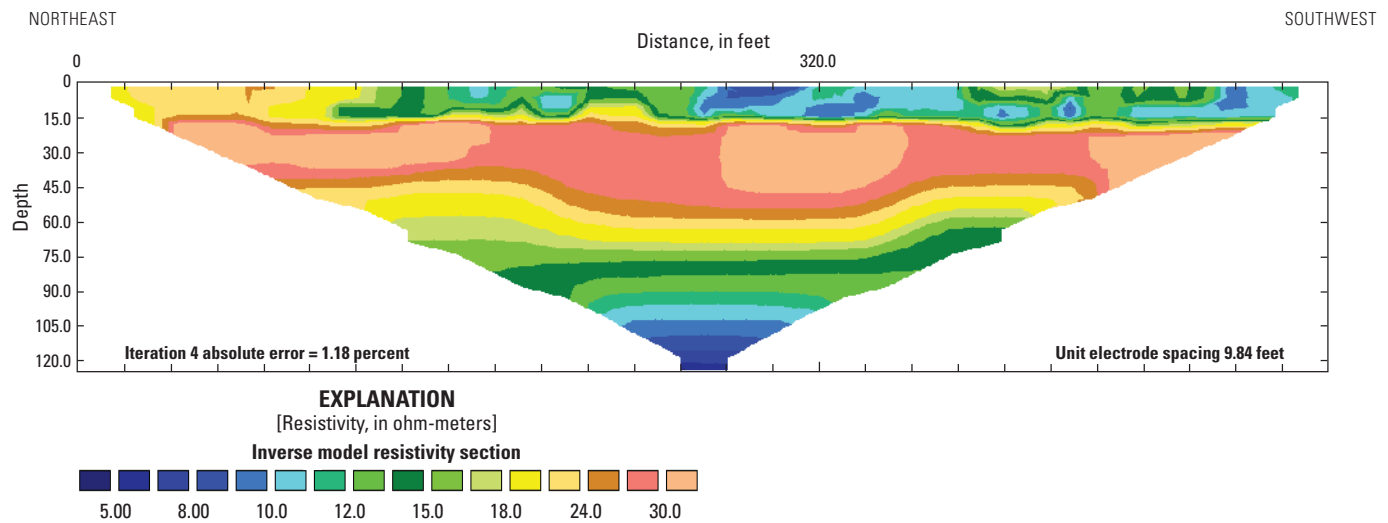 NORTHEAST
SOUTHWEST
Distance, in feet
0 320.0
0
15.0
30.0
45.0
60.0
75.0
90.0
105.0
120.0
Depth
Iteration 4 absolute error = 1.18 percent
Unit electrode spacing 9.84 feet
EXPLANATION
[Resistivity, in ohm-meters]
Inverse model resistivity section
5.00 8.00 10.0 12.0 15.0 18.0 24.0 30.0